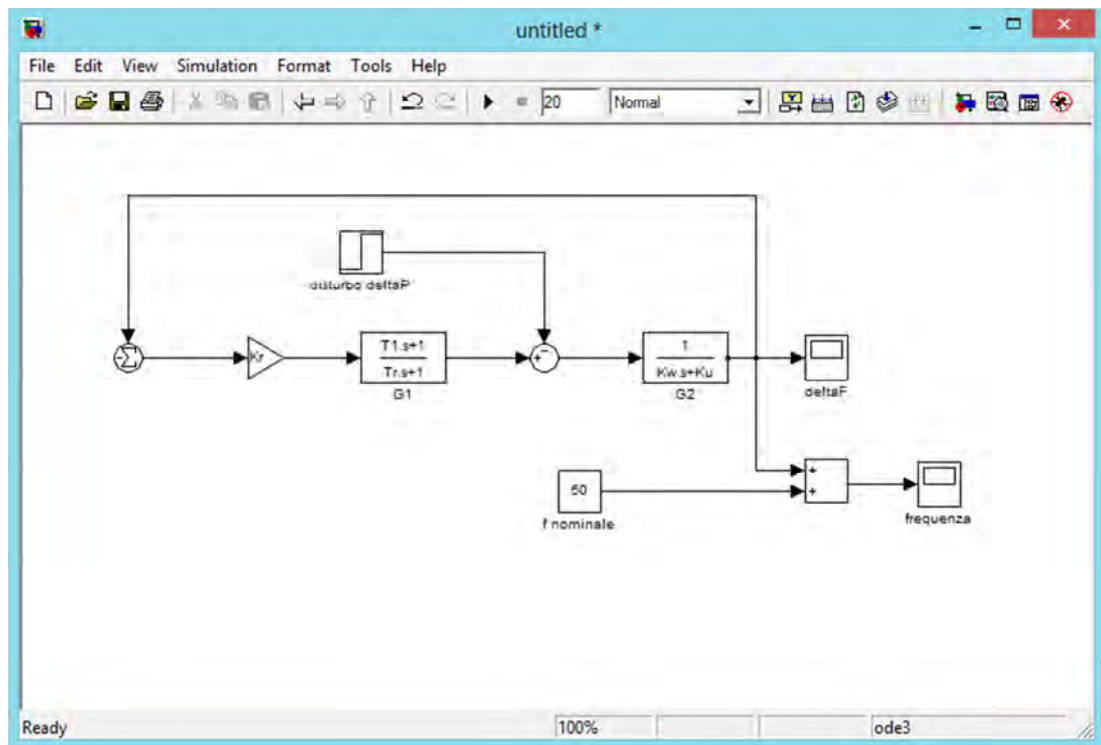 untitled *
File Edit View Simulation Format Tools Help
20 Normal
disturbo deltaP
-Σ
Kr
T1.s+1
Tr.s+1
G1
+ -
1
Kw.s+Ku
G2
deltaF
+
+
50
f nominale
frequenza
Ready 100% ode3